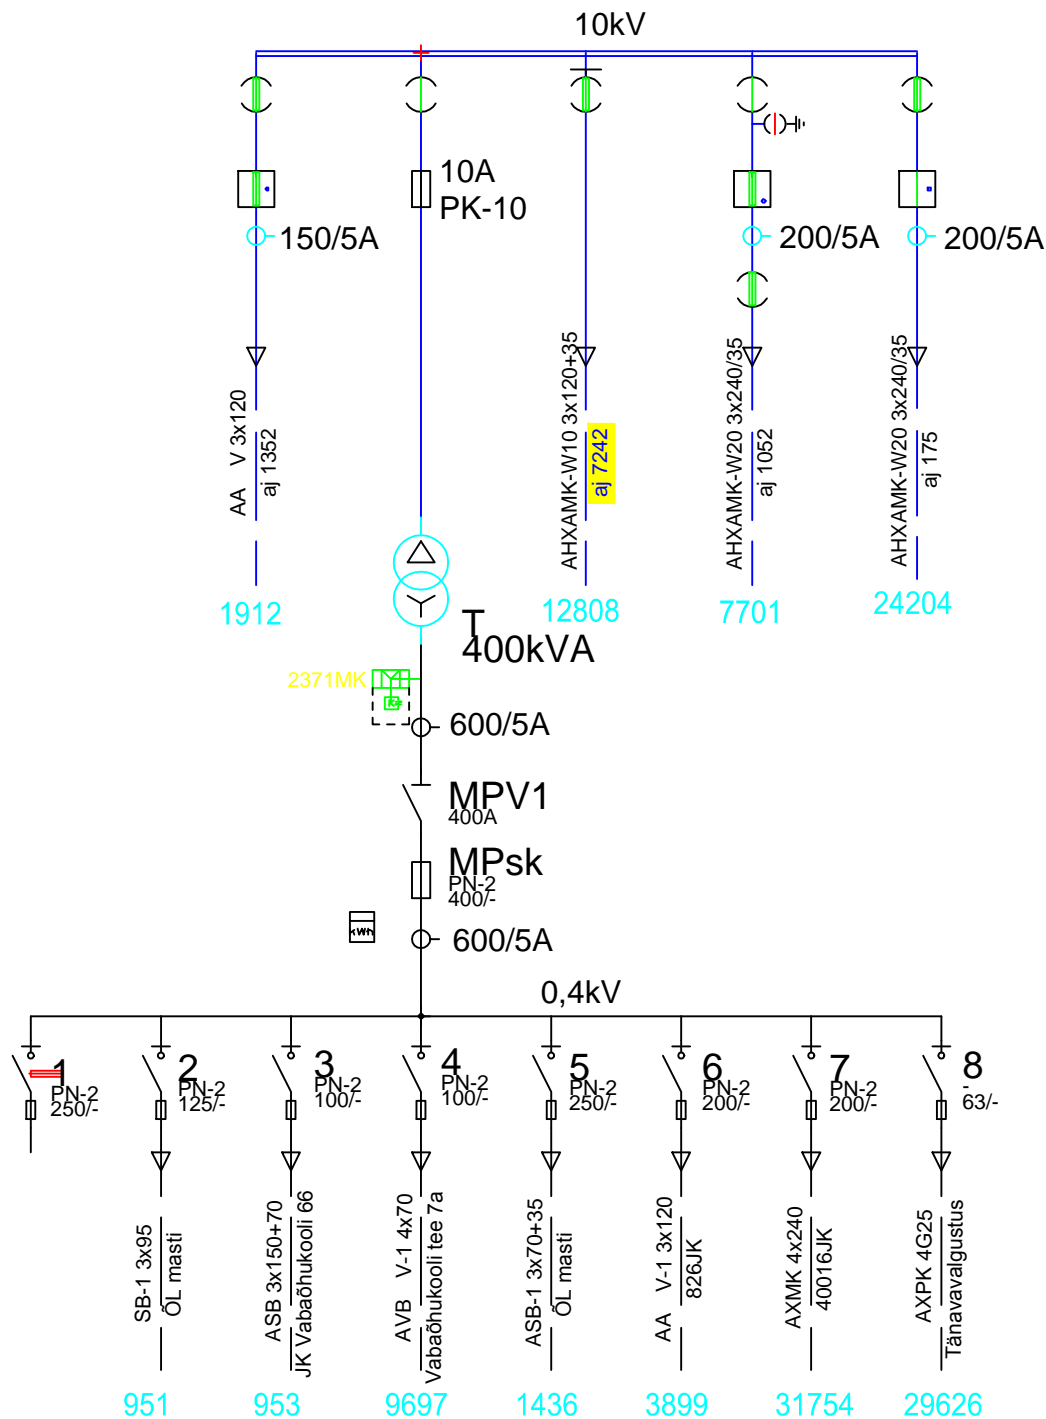 10kV
10A
PK-10
150/5A
200/5A
200/5A
AA V 3x120
aj 1352
AHXAMK-W10 3x120+35
aj 7242
AHXAMK-W20 3x240/35
aj 1052
AHXAMK-W20 3x240/35
aj 175
1912
12808
7701
24204
T
400kVA
2371MK
600/5A
MPV1
400A
MPsk
PN-2
400/-
kWh
600/5A
0,4kV
1
PN-2
250/-
2
PN-2
125/-
3
PN-2
100/-
4
PN-2
100/-
5
PN-2
250/-
6
PN-2
200/-
7
PN-2
200/-
8
-
63/-
SB-1 3x95
ÕL masti
ASB 3x150+70
JK Vabaõhukooli 66
AVB V-1 4x70
Vabaõhukooli tee 7a
ASB-1 3x70+35
ÕL masti
AA V-1 3x120
826JK
AXMK 4x240
40016JK
AXPK 4G25
Tänavavalgustus
951
953
9697
1436
3899
31754
29626